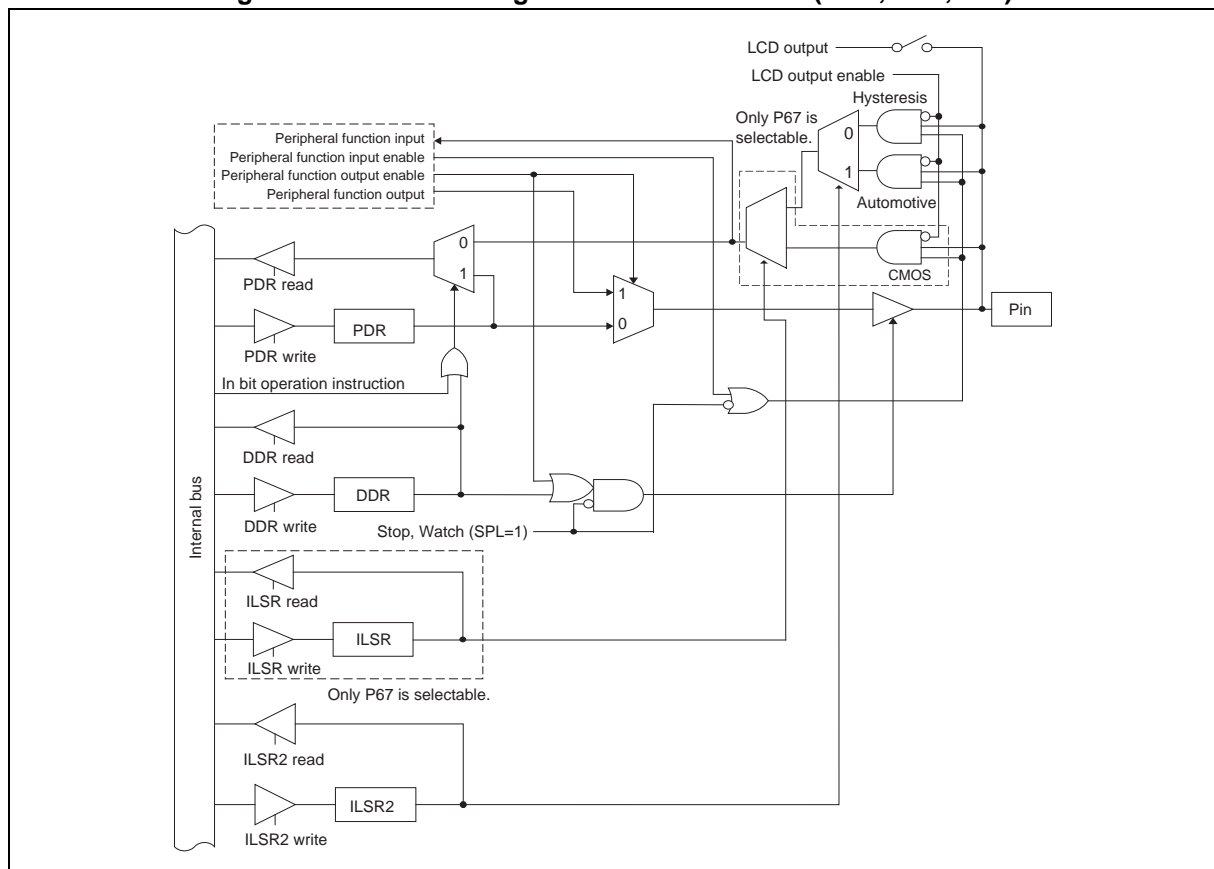 LCD output
LCD output enable
Hysteresis
Only P67 is
selectable.
0
1
Automotive
CMOS
Peripheral function input
Peripheral function input enable
Peripheral function output enable
Peripheral function output
0
1
PDR read
1
0
Pin
PDR
PDR write
In bit operation instruction
DDR read
DDR
DDR write
Stop, Watch (SPL=1)
Internal bus
ILSR read
ILSR
ILSR write
Only P67 is selectable.
ILSR2 read
ILSR2
ILSR2 write